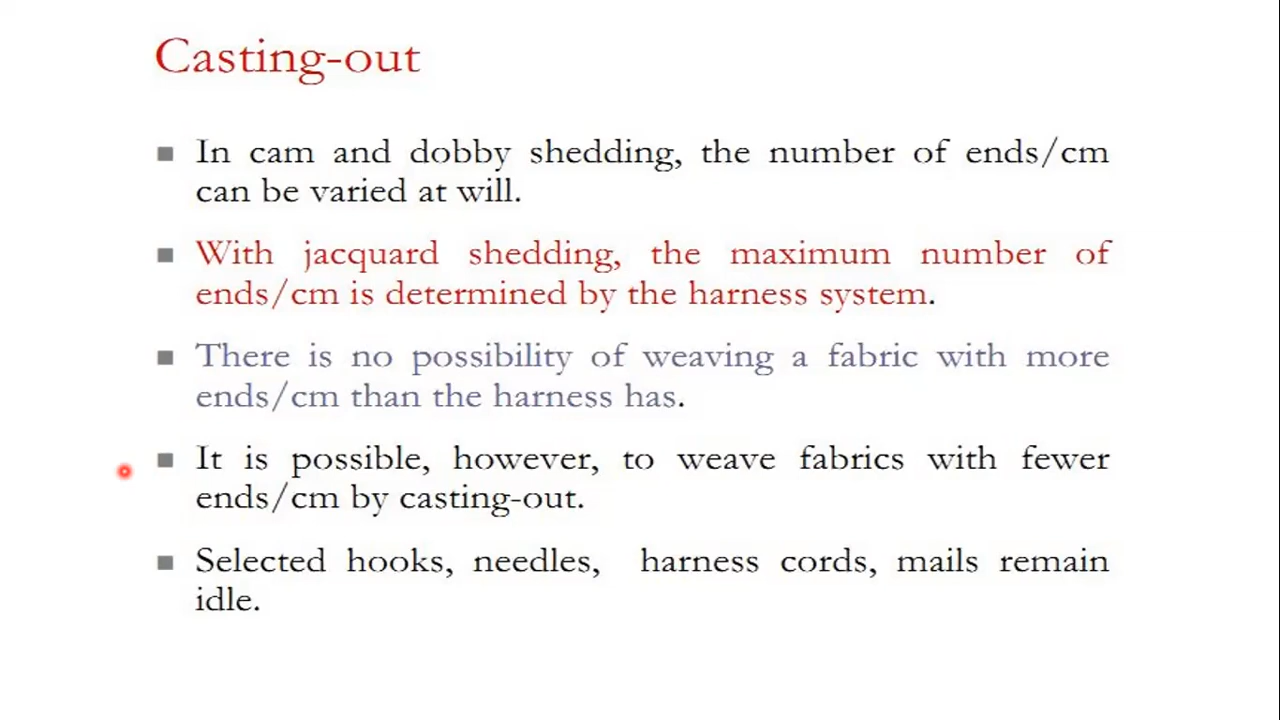 Casting-out
In cam and dobby shedding, the number of ends/cm
can be varied at will.
With jacquard shedding, the maximum number of
ends/cm is determined by the harness system.
There is no possibility of weaving a fabric with more
ends/cm than the harness has.
It is possible, however, to weave fabrics with fewer
ends/cm by casting-out.
Selected hooks, needles, harness cords, mails remain
idle.